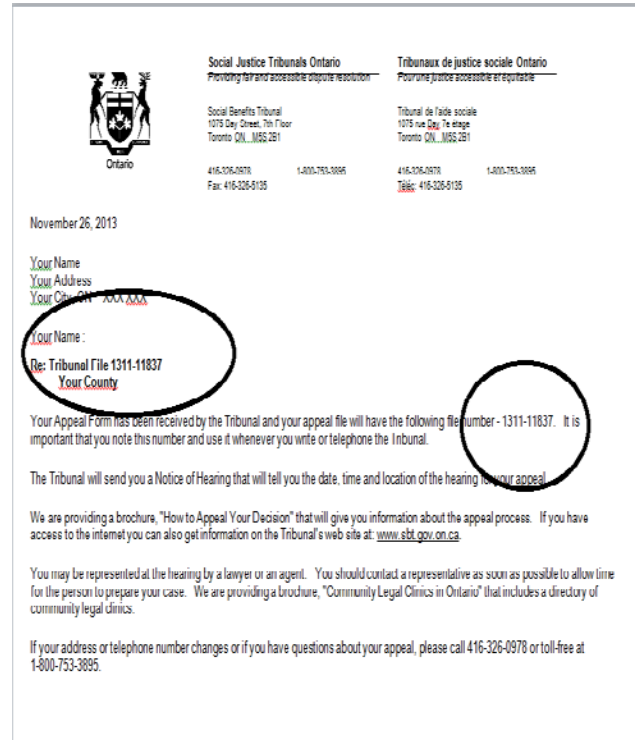 Social Justice Tribunals Ontario
Providing fair and accessible dispute resolution
Tribunaux de justice sociale Ontario
Pour une justice accessible et équitable
Social Benefits Tribunal
1075 Bay Street, 7th Floor
Toronto ON M5S 2B1
Tribunal de l'aide sociale
1075 rue Bay, 7e étage
Toronto ON M5S 2B1
416-326-0978 1-800-753-3895
Fax: 416-326-5135
416-326-0978 1-800-753-3895
Téléc: 416-326-5135
Ontario
November 26, 2013
Your Name
Your Address
Your City, ON XXX XXX
Your Name :
Re: Tribunal File 1311-11837
Your County
Your Appeal Form has been received by the Tribunal and your appeal file will have the following file number - 1311-11837. It is
important that you note this number and use it whenever you write or telephone the Tribunal.
The Tribunal will send you a Notice of Hearing that will tell you the date, time and location of the hearing for your appeal.
We are providing a brochure, "How to Appeal Your Decision" that will give you information about the appeal process. If you have
access to the internet you can also get information on the Tribunal's web site at: www.sbt.gov.on.ca.
You may be represented at the hearing by a lawyer or an agent. You should contact a representative as soon as possible to allow time
for the person to prepare your case. We are providing a brochure, "Community Legal Clinics in Ontario" that includes a directory of
community legal clinics.
If your address or telephone number changes or if you have questions about your appeal, please call 416-326-0978 or toll-free at
1-800-753-3895.